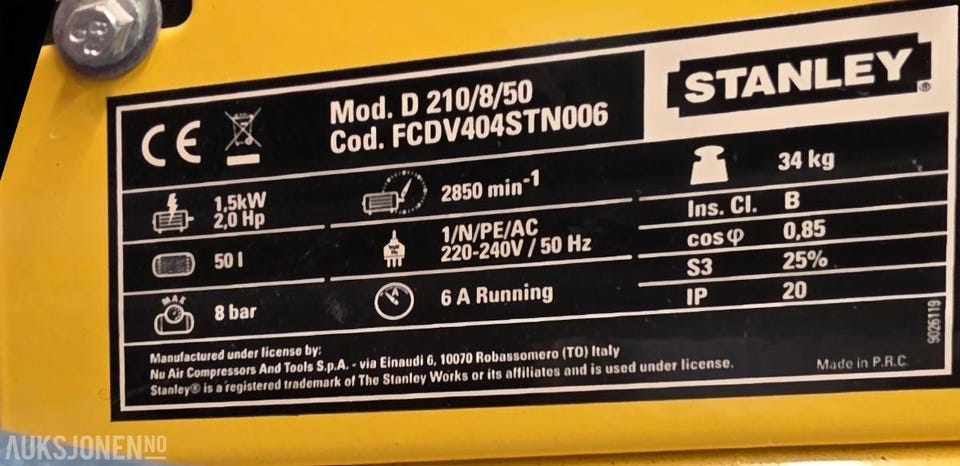 8.8
CE
Mod. D 210/8/50
Cod. FCDV404STN006
STANLEY®
1,5kW
2,0 Hp
2850 min-1
34 kg
50 l
1/N/PE/AC
220-240V / 50 Hz
Ins. Cl. B
cosφ 0,85
S3 25%
IP 20
MAX
8 bar
6 A Running
Manufactured under license by:
Nu Air Compressors And Tools S.p.A. - via Einaudi 6, 10070 Robassomero (TO) Italy
Stanley® is a registered trademark of The Stanley Works or its affiliates and is used under license.
Made in P.R.C.
9026119
AUKSJONEN.NO